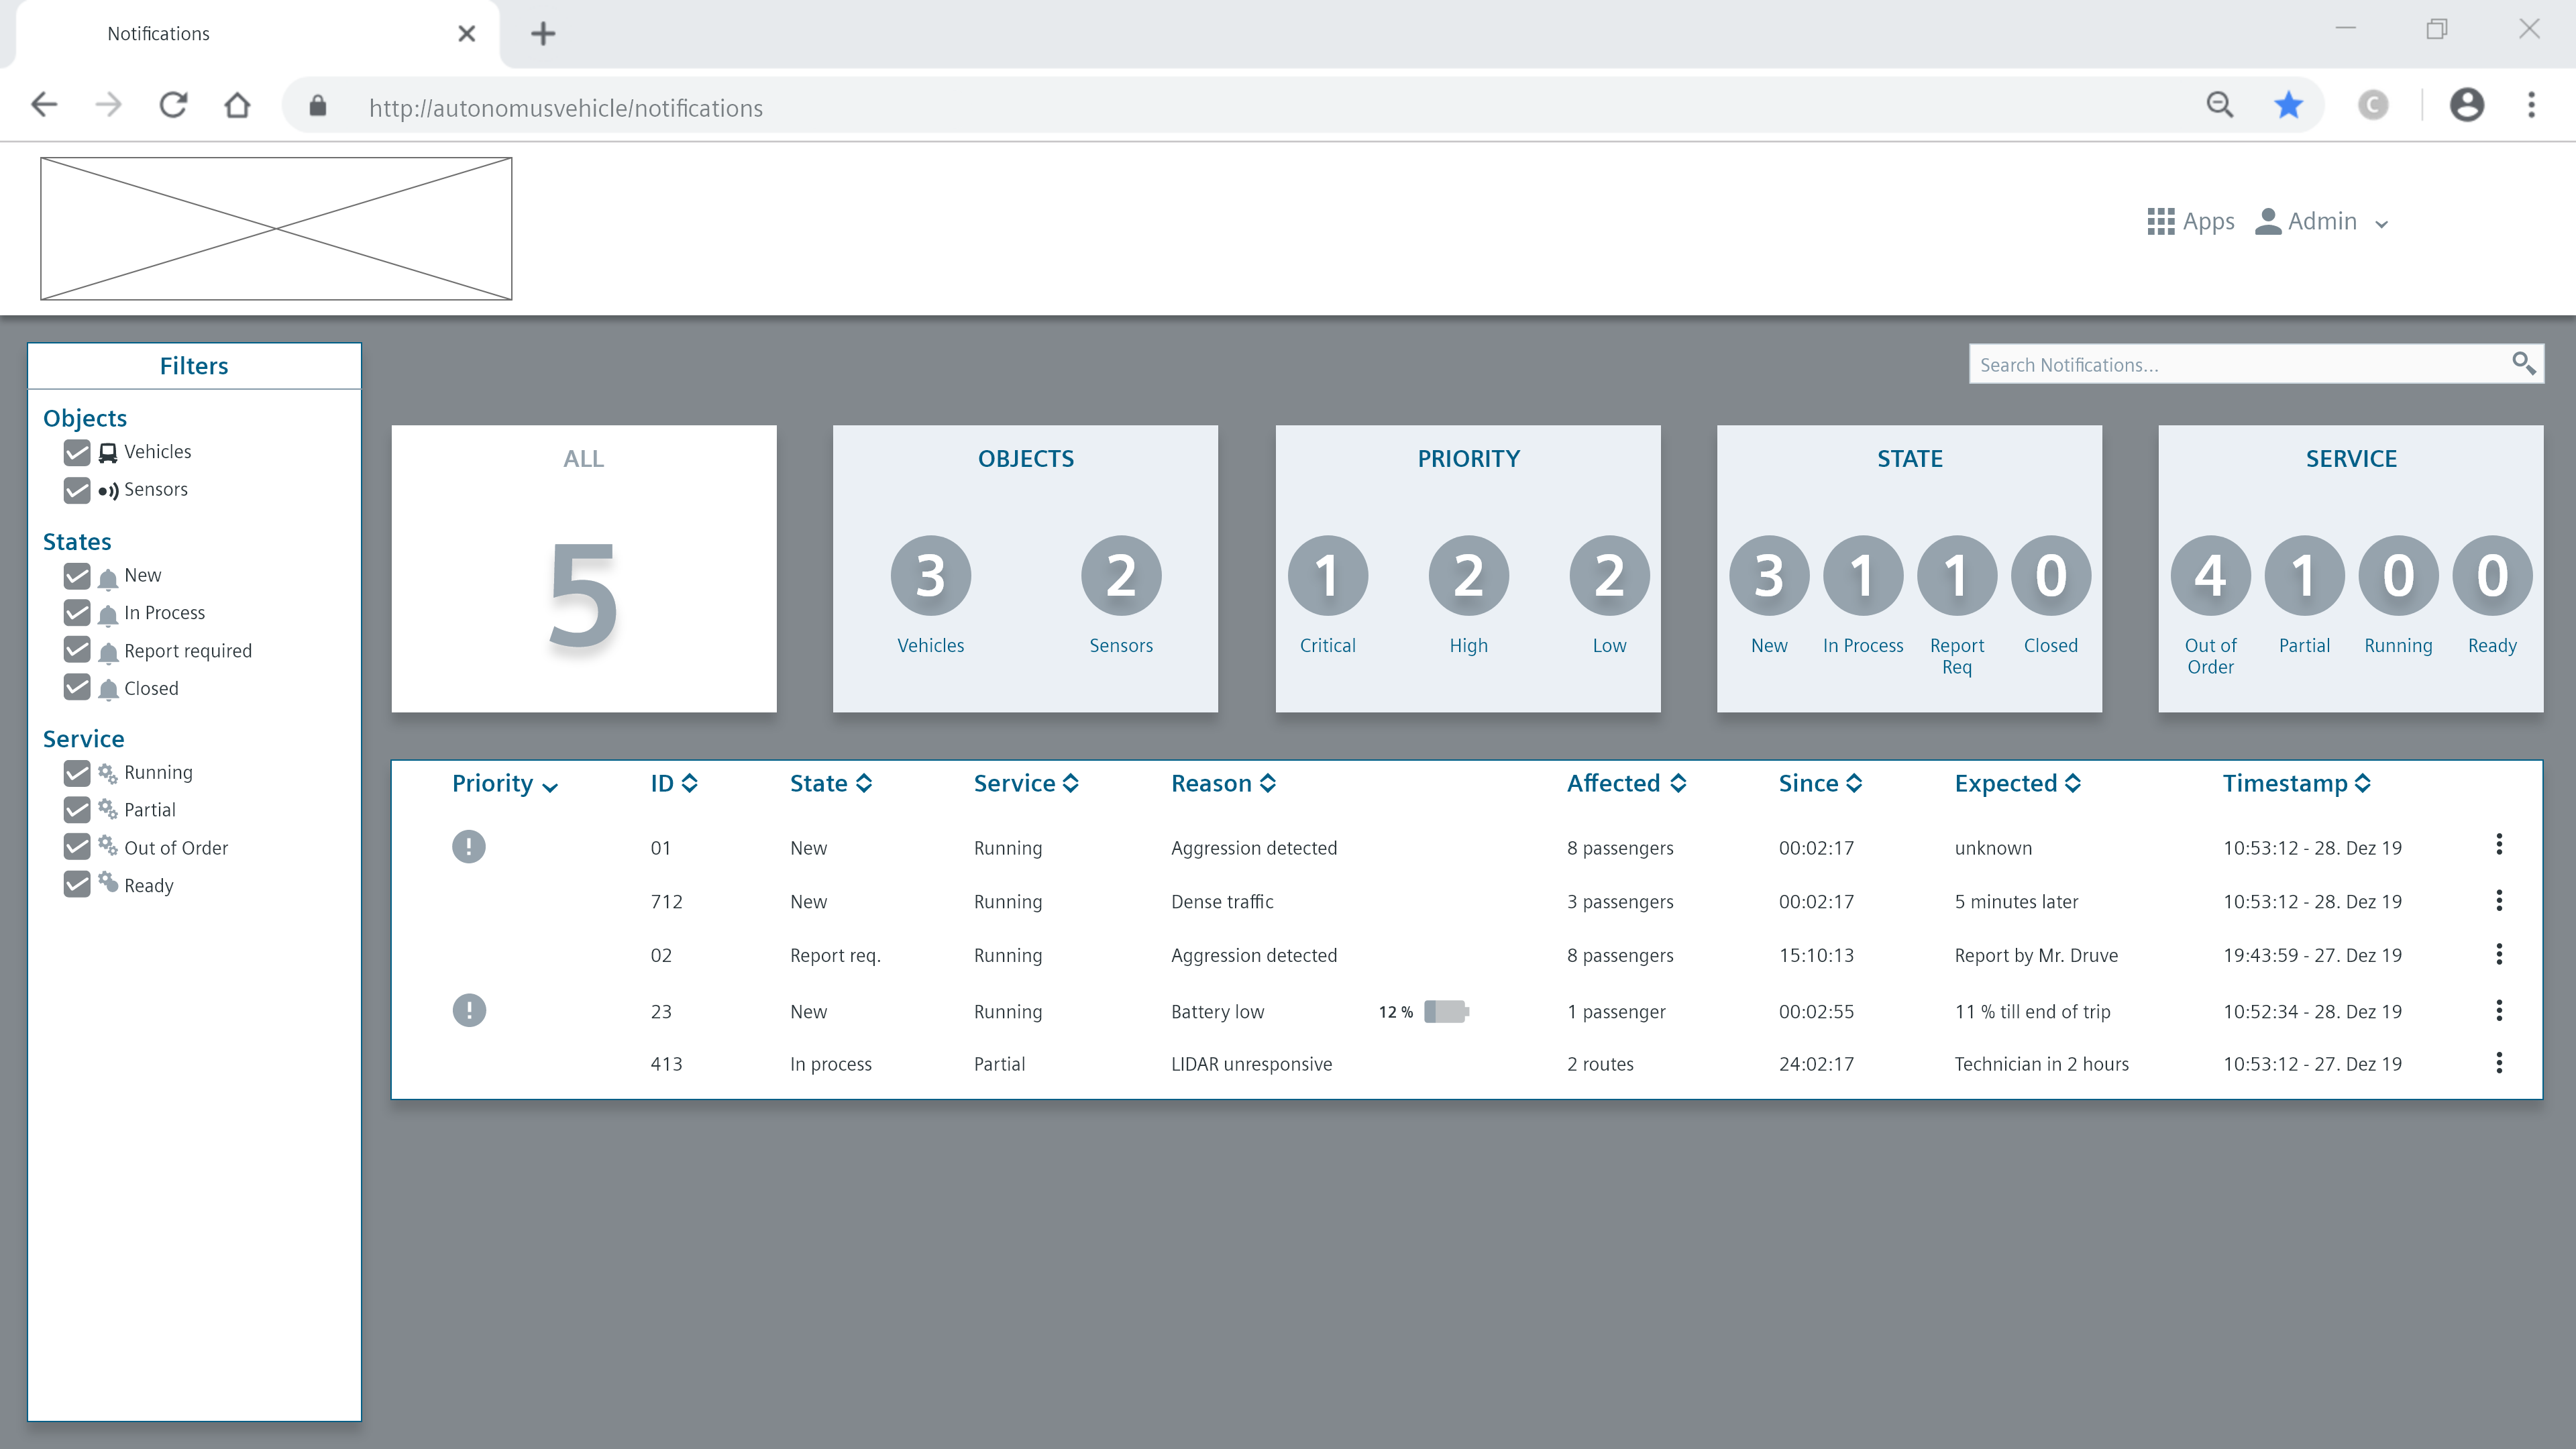 Notifications
http://autonomusvehicle/notifications
C
Apps Admin
Filters
Objects
Vehicles
Sensors
States
New
In Process
Report required
Closed
Service
Running
Partial
Out of Order
Ready
Search Notifications...
ALL
5
OBJECTS
3 2
Vehicles Sensors
PRIORITY
1 2 2
Critical High Low
STATE
3 1 1 0
New In Process Report Closed
Req
SERVICE
4 1 0 0
Out of Partial Running Ready
Order
Priority ID State Service Reason Affected Since Expected Timestamp
! 01 New Running Aggression detected 8 passengers 00:02:17 unknown 10:53:12 - 28. Dez 19
712 New Running Dense traffic 3 passengers 00:02:17 5 minutes later 10:53:12 - 28. Dez 19
02 Report req. Running Aggression detected 8 passengers 15:10:13 Report by Mr. Druve 19:43:59 - 27. Dez 19
! 23 New Running Battery low 12 % 1 passenger 00:02:55 11 % till end of trip 10:52:34 - 28. Dez 19
413 In process Partial LIDAR unresponsive 2 routes 24:02:17 Technician in 2 hours 10:53:12 - 27. Dez 19